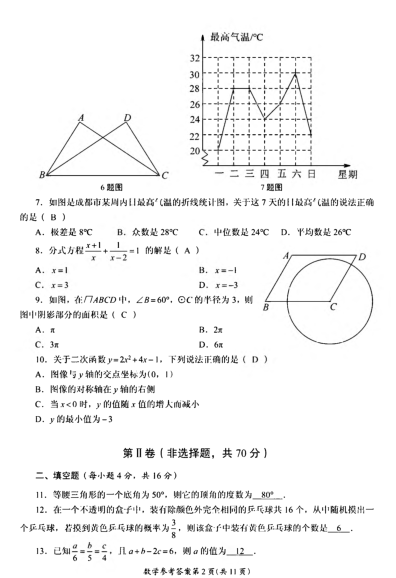 最高气温/°C
32
30
28
26
24
22
20
一 二 三 四 五 六 日 星期
A D
B C
6题图
7题图
7. 如图是成都市某周内日最高气温的折线统计图，关于这7天的日最高气温的说法正确
的是（ B ）
A．极差是8℃ B．众数是28℃ C．中位数是24℃ D．平均数是26℃
8. 分式方程 (x+1)/x + 1/(x−2) =1 的解是（ A ）
A．x＝1 B．x＝−1
C．x＝3 D．x＝−3
9. 如图，在▱ABCD中，∠B＝60°，⊙C的半径为3，则
图中阴影部分的面积是（ C ）
A D
B C
A．π B．2π
C．3π D．6π
10. 关于二次函数y＝2x²＋4x−1，下列说法正确的是（ D ）
A．图像与y轴的交点坐标为(0，1)
B．图像的对称轴在y轴的右侧
C．当x＜0时，y的值随x值的增大而减小
D．y的最小值为−3
第Ⅱ卷（非选择题，共70分）
二、填空题（每小题4分，共16分）
11. 等腰三角形的一个底角为50°，则它的顶角的度数为 80° ．
12. 在一个不透明的盒子中，装有除颜色外完全相同的乒乓球共16个，从中随机摸出一
个乒乓球，若摸到黄色乒乓球的概率为 3/8 ，则该盒子中装有黄色乒乓球的个数是 6 ．
13. 已知 a/6 = b/5 = c/4 ，且a＋b−2c＝6，则a的值为 12 ．
数学参考答案第2页(共11页)